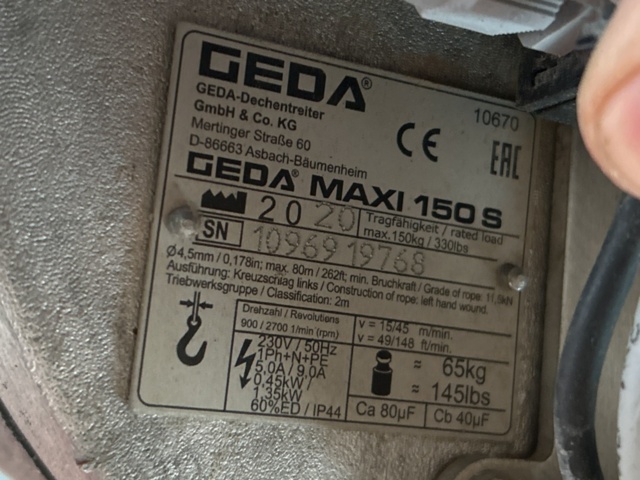 GEDA®
GEDA-Dechentreiter
GmbH & Co. KG
Mertinger Straße 60
D-86663 Asbach-Bäumenheim
10670
CE
EAC
GEDA® MAXI 150 S
2020
Tragfähigkeit / rated load
max.150kg / 330lbs
SN 1096919768
Ø4,5mm / 0,178in; max. 80m / 262ft; min. Bruchkraft / Grade of rope: 11,5kN
Ausführung: Kreuzschlag links / Construction of rope: left hand wound.
Triebwerksgruppe / Classification: 2m
Drehzahl / Revolutions
900 / 2700 1/min (rpm)
v = 15/45 m/min.
v = 49/148 ft/min.
230V / 50Hz
1Ph+N+PE
5.0A / 9.0A
0.45kW /
1.35kW
60%ED / IP44
= 65kg
= 145lbs
Ca 80µF
Cb 40µF